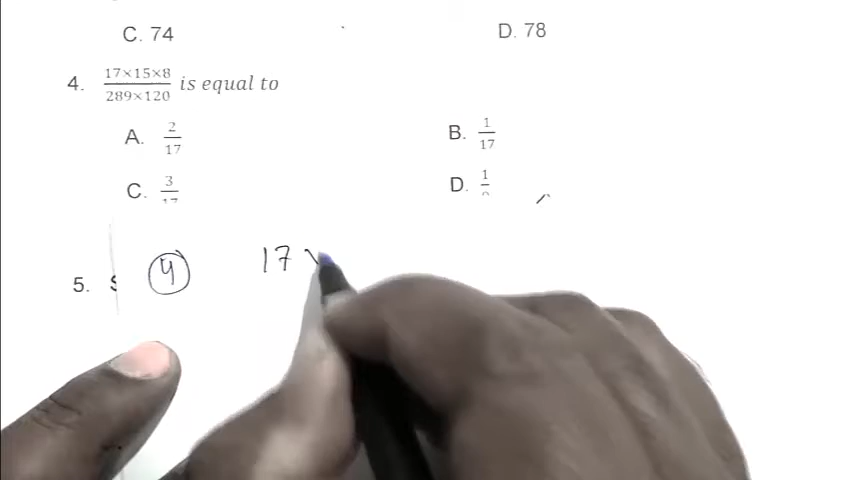 C. 74 D. 78
4. 17×15×8 / 289×120 is equal to
A. 2/17 B. 1/17
C. 3/17 D. 1/
5. (4) 17 ×